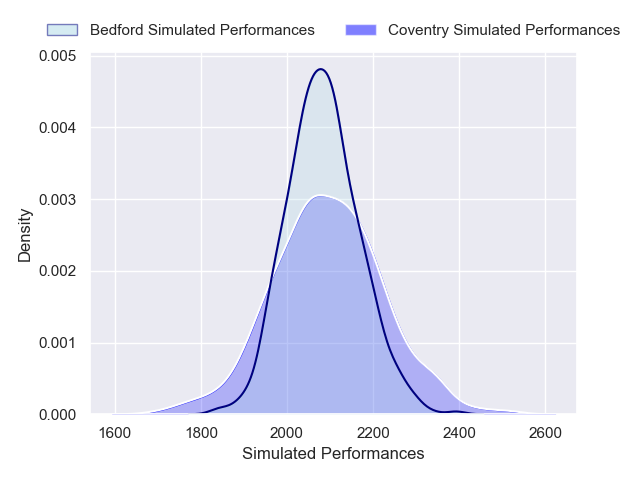 Bedford Simulated Performances Coventry Simulated Performances
0.005
0.004
0.003
0.002
0.001
0.000
Density
1600 1800 2000 2200 2400 2600
Simulated Performances